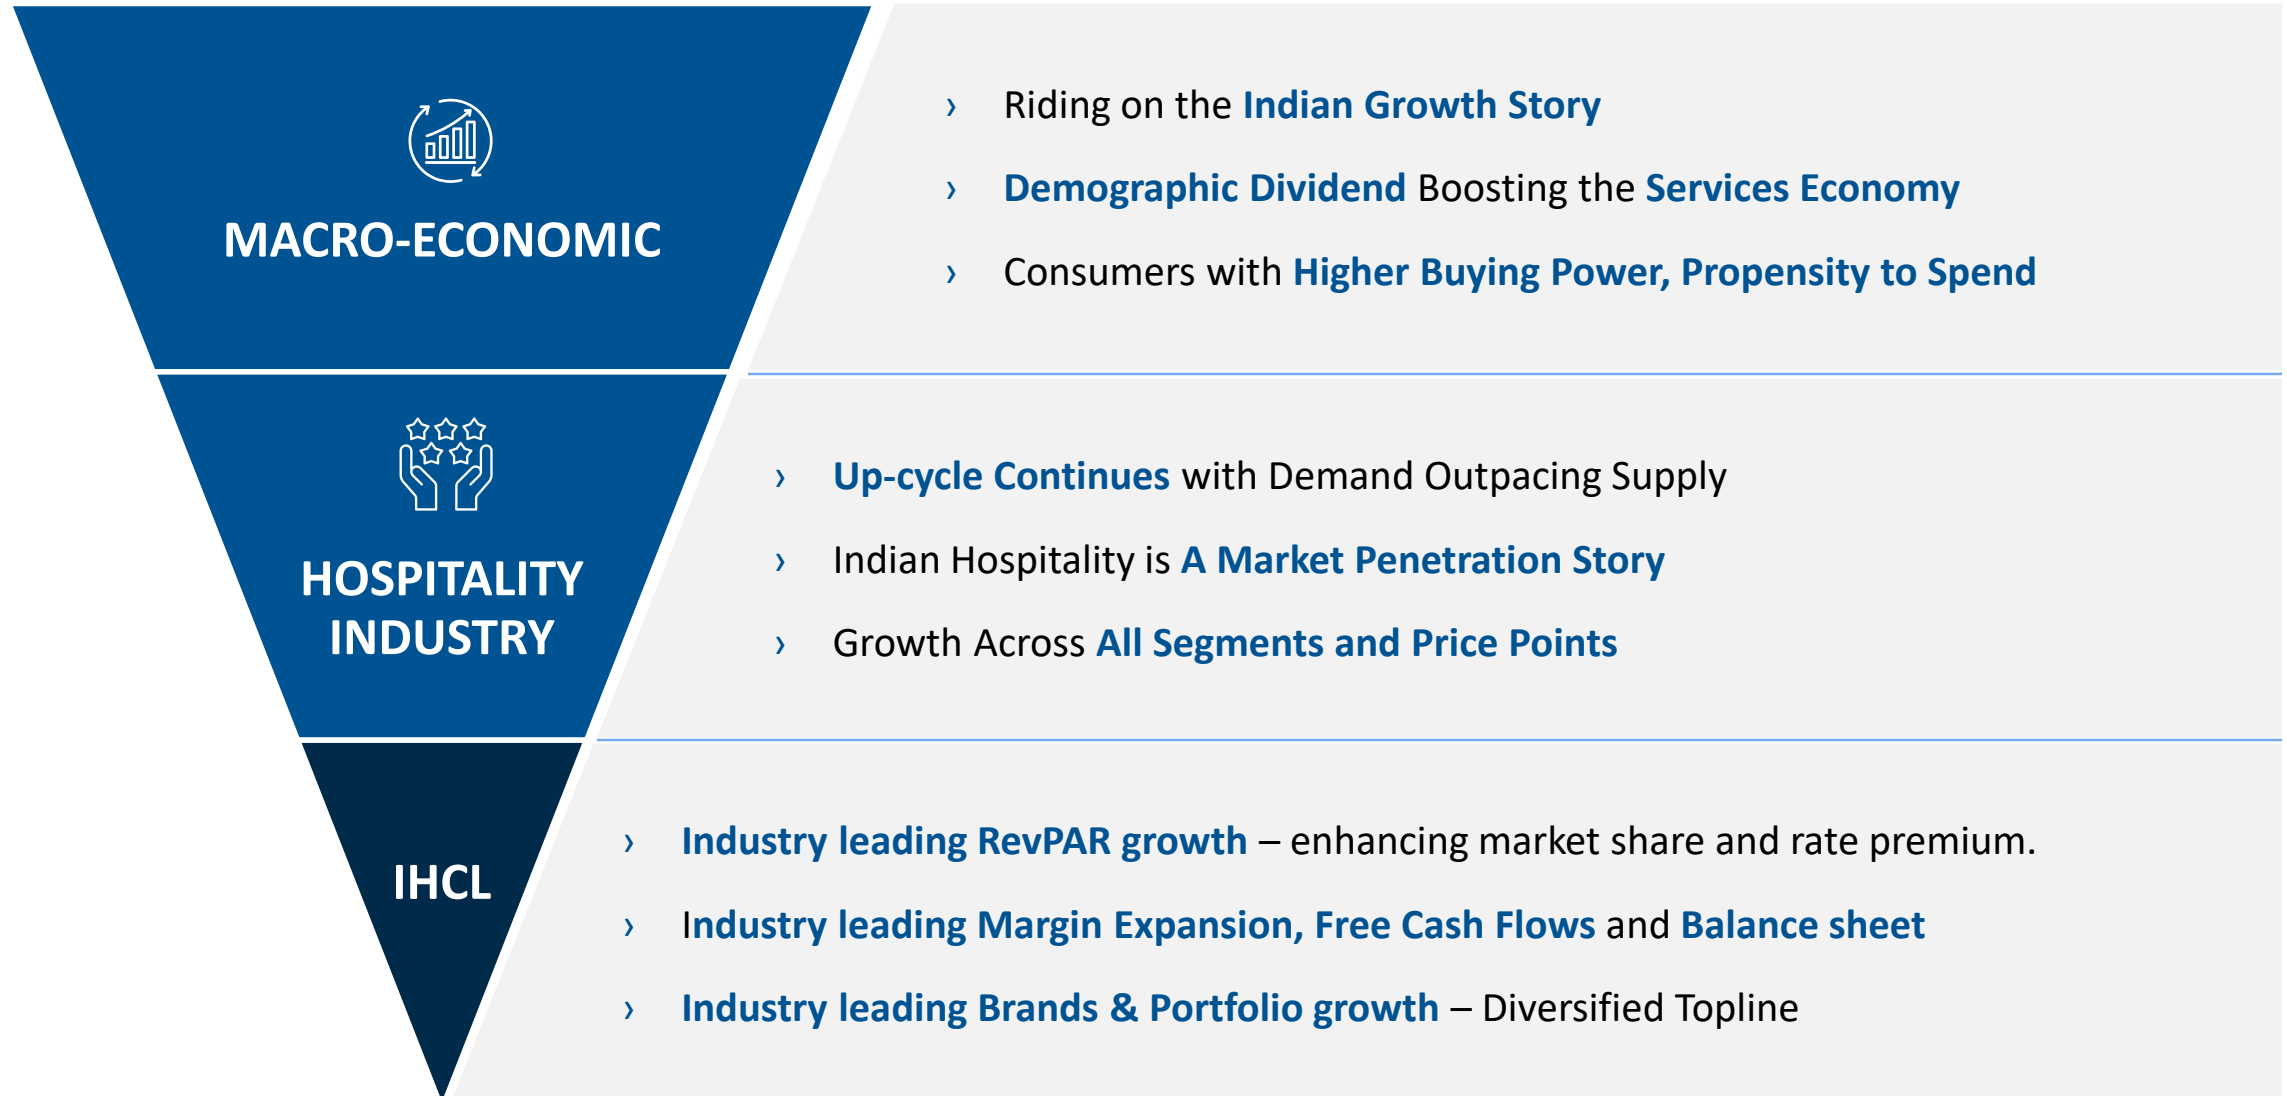 MACRO-ECONOMIC
› Riding on the Indian Growth Story
› Demographic Dividend Boosting the Services Economy
› Consumers with Higher Buying Power, Propensity to Spend
HOSPITALITY
INDUSTRY
› Up-cycle Continues with Demand Outpacing Supply
› Indian Hospitality is A Market Penetration Story
› Growth Across All Segments and Price Points
IHCL
› Industry leading RevPAR growth – enhancing market share and rate premium.
› Industry leading Margin Expansion, Free Cash Flows and Balance sheet
› Industry leading Brands & Portfolio growth – Diversified Topline